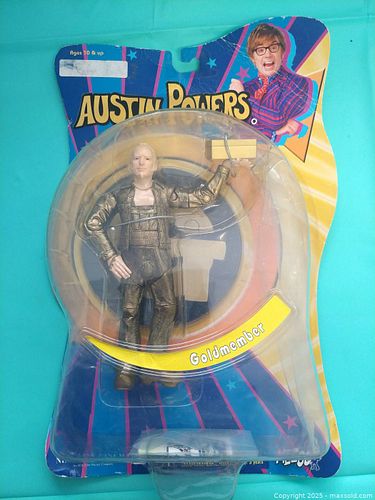 Ages 10 & up
AUSTIN POWERS
Goldmember
Copyright 2025 - maxsold.com